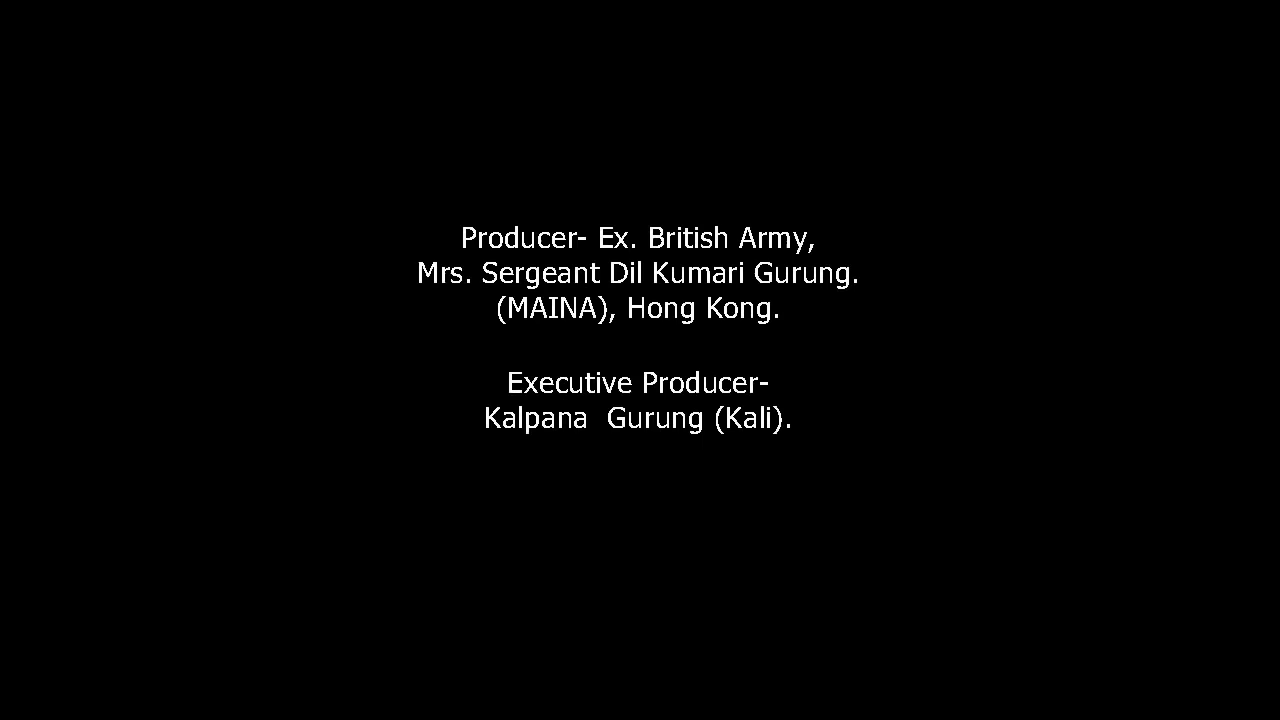 Producer- Ex. British Army,
Mrs. Sergeant Dil Kumari Gurung.
(MAINA), Hong Kong.
Executive Producer-
Kalpana  Gurung (Kali).